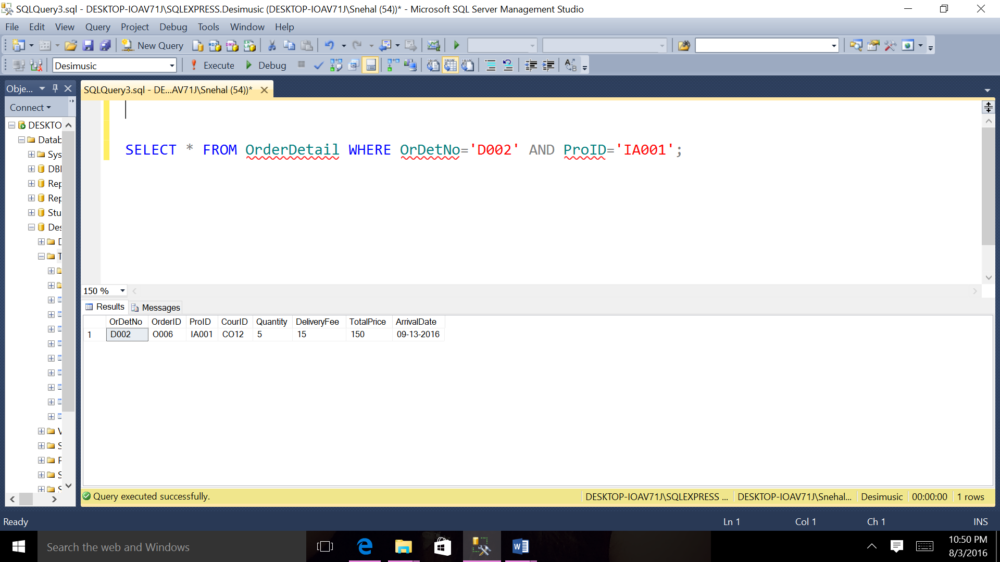 SQLQuery3.sql - DESKTOP-IOAV71J\SQLEXPRESS.Desimusic (DESKTOP-IOAV71J\Snehal (54))* - Microsoft SQL Server Management Studio
File Edit View Query Project Debug Tools Window Help
New Query
Desimusic Execute Debug
Obje... SQLQuery3.sql - DE...AV71J\Snehal (54))*
Connect
DESKTO
Datab
Sys
DBI
Rep
Rep
Stu
Des
SELECT * FROM OrderDetail WHERE OrDetNo='D002' AND ProID='IA001';
150 %
Results Messages
OrDetNo OrderID ProID CourID Quantity DeliveryFee TotalPrice ArrivalDate
1 D002 O006 IA001 CO12 5 15 150 09-13-2016
Query executed successfully. DESKTOP-IOAV71J\SQLEXPRESS ... DESKTOP-IOAV71J\Snehal... Desimusic 00:00:00 1 rows
Ready Ln 1 Col 1 Ch 1 INS
Search the web and Windows
10:50 PM
8/3/2016